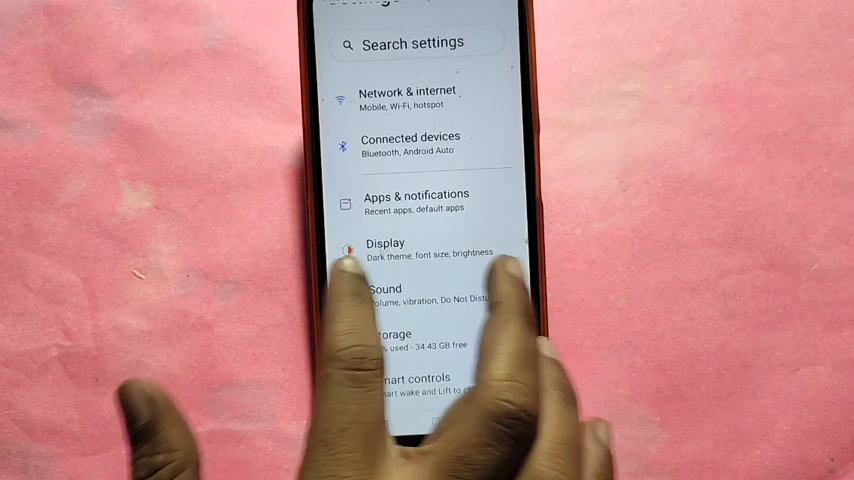 Search settings
Network & internet
Mobile, Wi-Fi, hotspot
Connected devices
Bluetooth, Android Auto
Apps & notifications
Recent apps, default apps
Display
Dark theme, font size, brightness
Sound
olume, vibration, Do Not Distu
torage
% used - 34.43 GB free
mart controls
mart wake and Lift to c